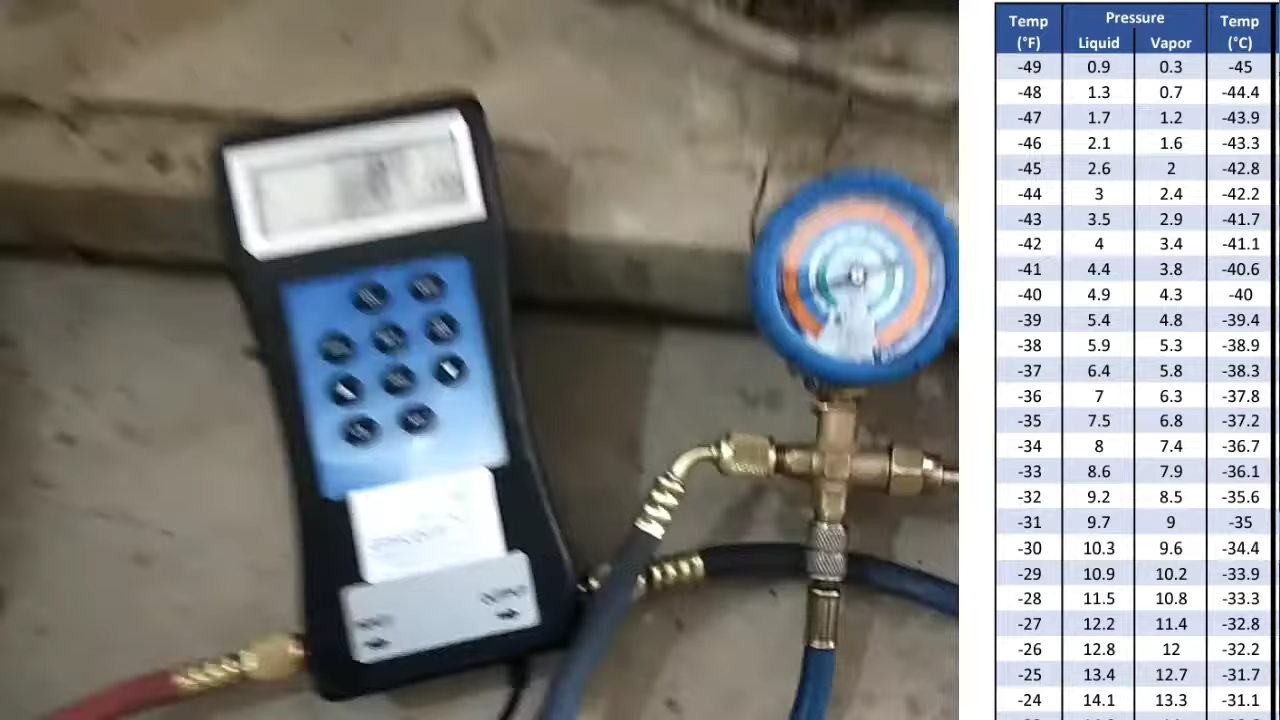 Temp Pressure Temp
(°F) Liquid Vapor (°C)
-49 0.9 0.3 -45
-48 1.3 0.7 -44.4
-47 1.7 1.2 -43.9
-46 2.1 1.6 -43.3
-45 2.6 2 -42.8
-44 3 2.4 -42.2
-43 3.5 2.9 -41.7
-42 4 3.4 -41.1
-41 4.4 3.8 -40.6
-40 4.9 4.3 -40
-39 5.4 4.8 -39.4
-38 5.9 5.3 -38.9
-37 6.4 5.8 -38.3
-36 7 6.3 -37.8
-35 7.5 6.8 -37.2
-34 8 7.4 -36.7
-33 8.6 7.9 -36.1
-32 9.2 8.5 -35.6
-31 9.7 9 -35
-30 10.3 9.6 -34.4
-29 10.9 10.2 -33.9
-28 11.5 10.8 -33.3
-27 12.2 11.4 -32.8
-26 12.8 12 -32.2
-25 13.4 12.7 -31.7
-24 14.1 13.3 -31.1